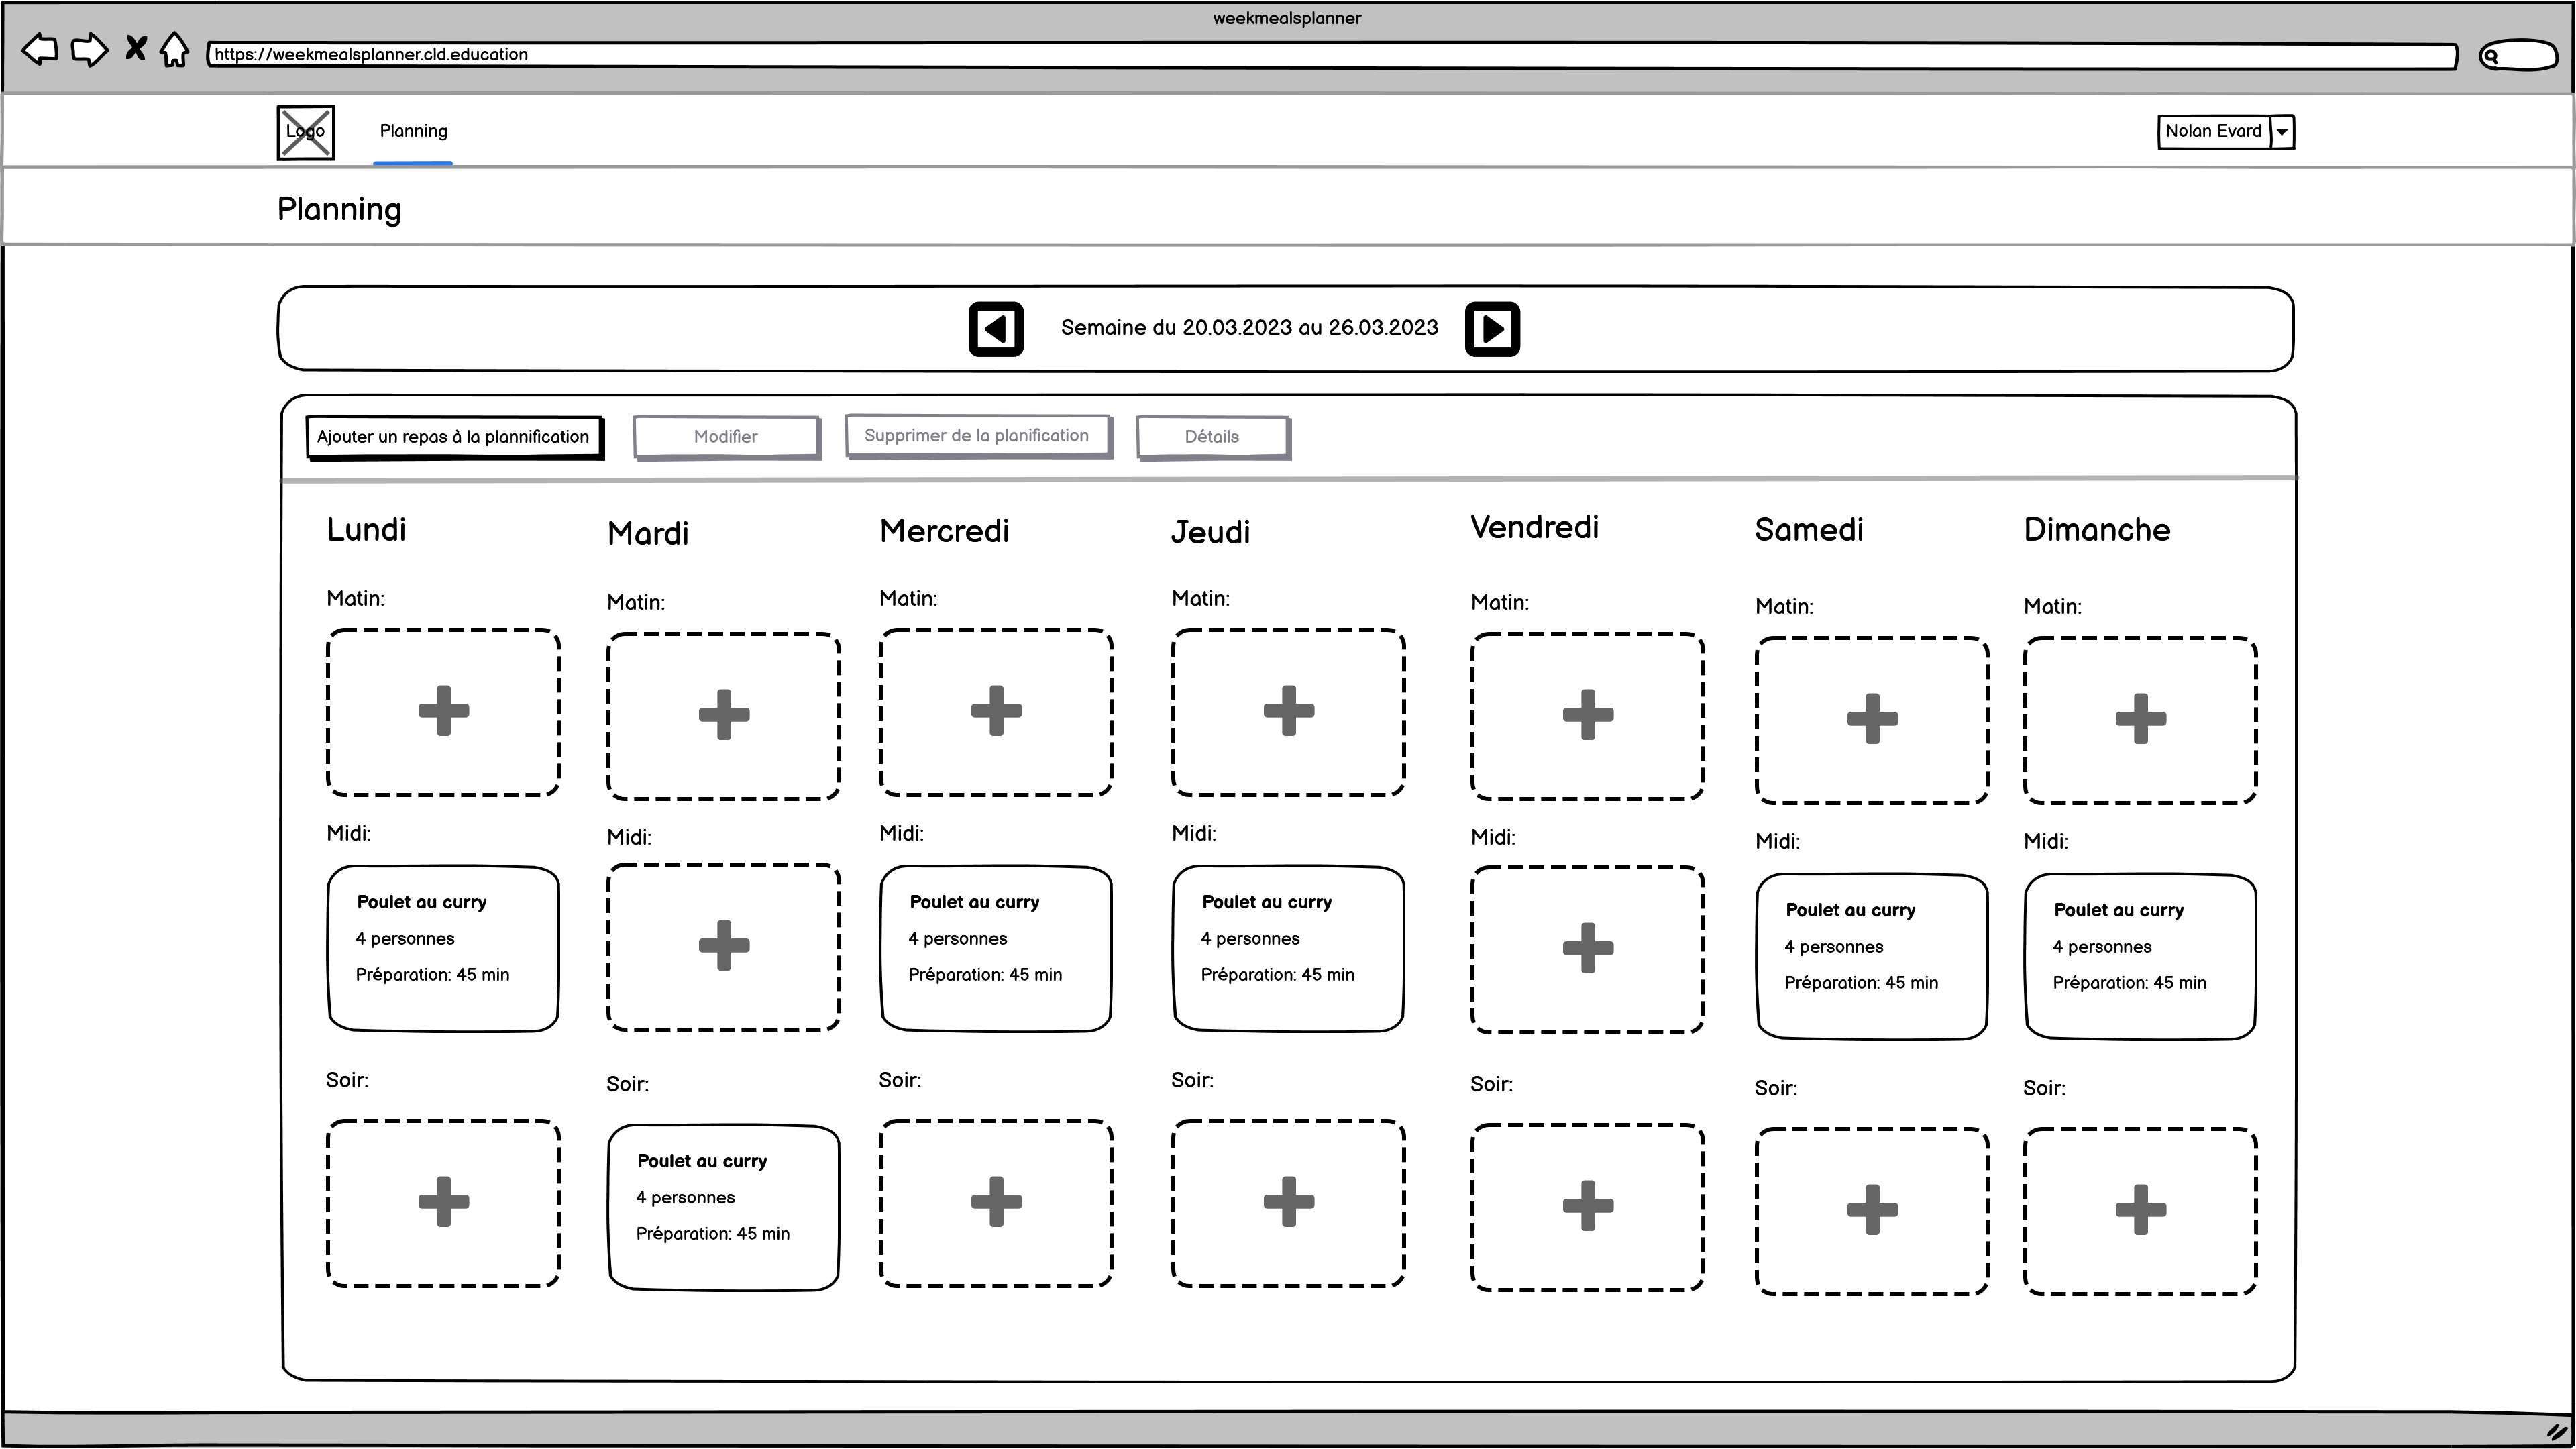 weekmealsplanner
https://weekmealsplanner.cld.education
Logo Planning Nolan Evard
Planning
Semaine du 20.03.2023 au 26.03.2023
Ajouter un repas à la plannification Modifier Supprimer de la planification Détails
Lundi Mardi Mercredi Jeudi Vendredi Samedi Dimanche
Matin: Matin: Matin: Matin: Matin: Matin: Matin:
Midi: Midi: Midi: Midi: Midi: Midi: Midi:
Poulet au curry Poulet au curry Poulet au curry Poulet au curry Poulet au curry
4 personnes 4 personnes 4 personnes 4 personnes 4 personnes
Préparation: 45 min Préparation: 45 min Préparation: 45 min Préparation: 45 min Préparation: 45 min
Soir: Soir: Soir: Soir: Soir: Soir: Soir:
Poulet au curry
4 personnes
Préparation: 45 min